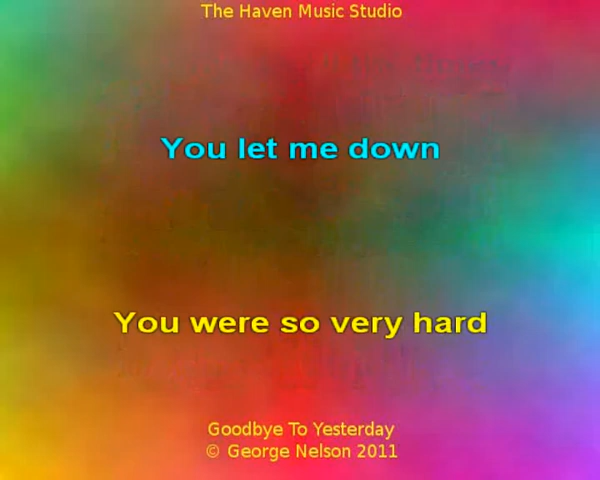 The Haven Music Studio
You let me down
You were so very hard
Goodbye To Yesterday
© George Nelson 2011